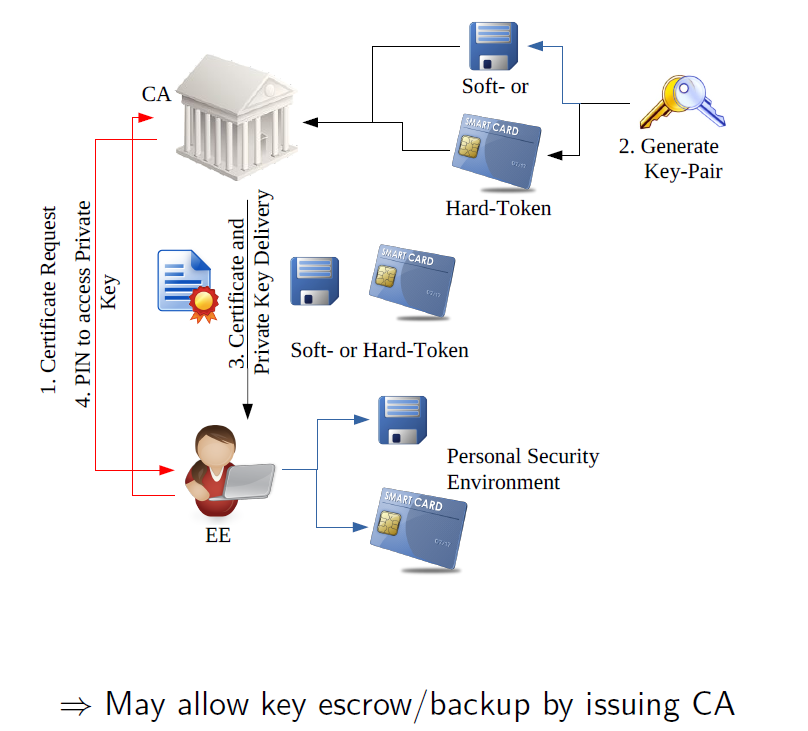 CA
Soft- or
SMART CARD
2. Generate
Key-Pair
Hard-Token
1. Certificate Request
4. PIN to access Private
Key
3. Certificate and
Private Key Delivery
SMART CARD
Soft- or Hard-Token
Personal Security
Environment
SMART CARD
EE
⇒ May allow key escrow/backup by issuing CA